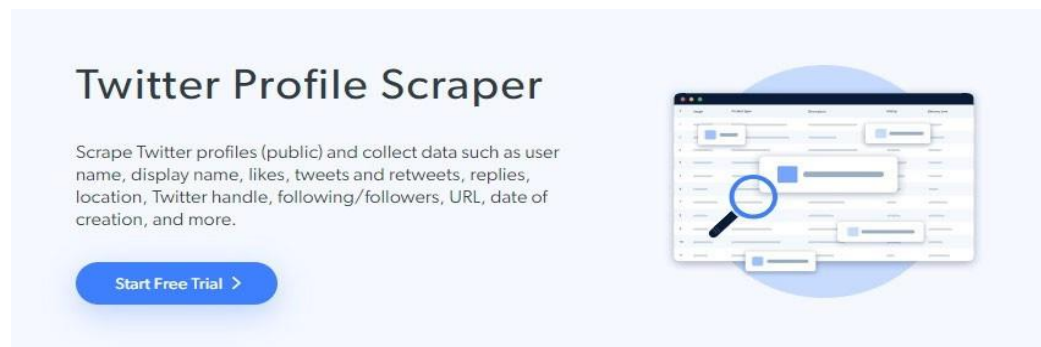 Twitter Profile Scraper
Scrape Twitter profiles (public) and collect data such as user
name, display name, likes, tweets and retweets, replies,
location, Twitter handle, following/followers, URL, date of
creation, and more.
Start Free Trial >